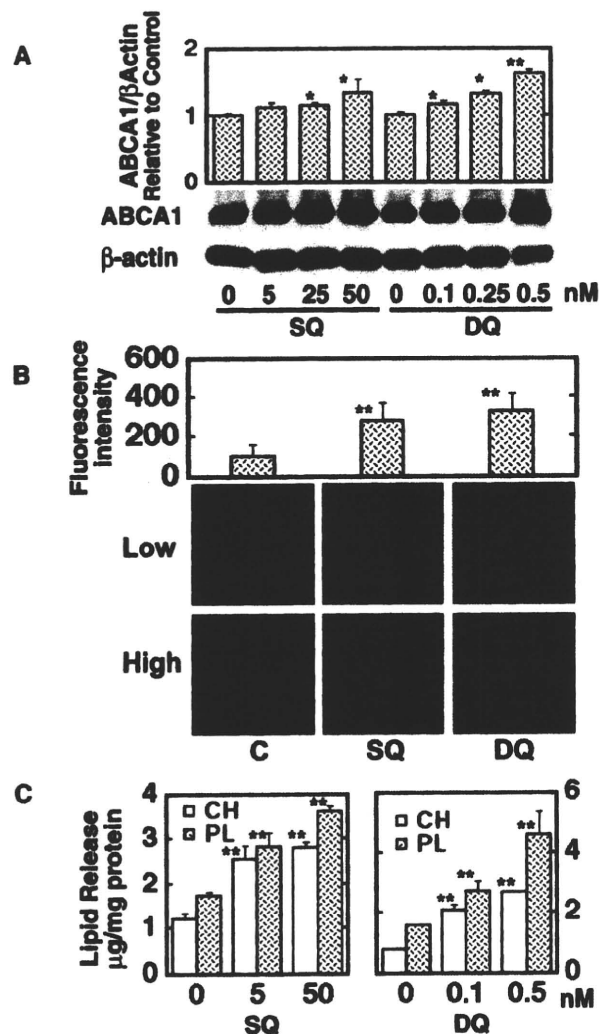 A
ABCA1/βActin
Relative to Control
2
1
0
* * * * **
ABCA1
β-actin
0 5 25 50 0 0.1 0.25 0.5 nM
SQ DQ
B
Fluorescence
intensity
600
400
200
0
** **
Low
High
C SQ DQ
C
Lipid Release
µg/mg protein
4
3
2
1
0
CH
PL
** ** ** **
0 5 50
SQ
CH
PL
** ** ** **
6
4
2
0
0 0.1 0.5 nM
DQ